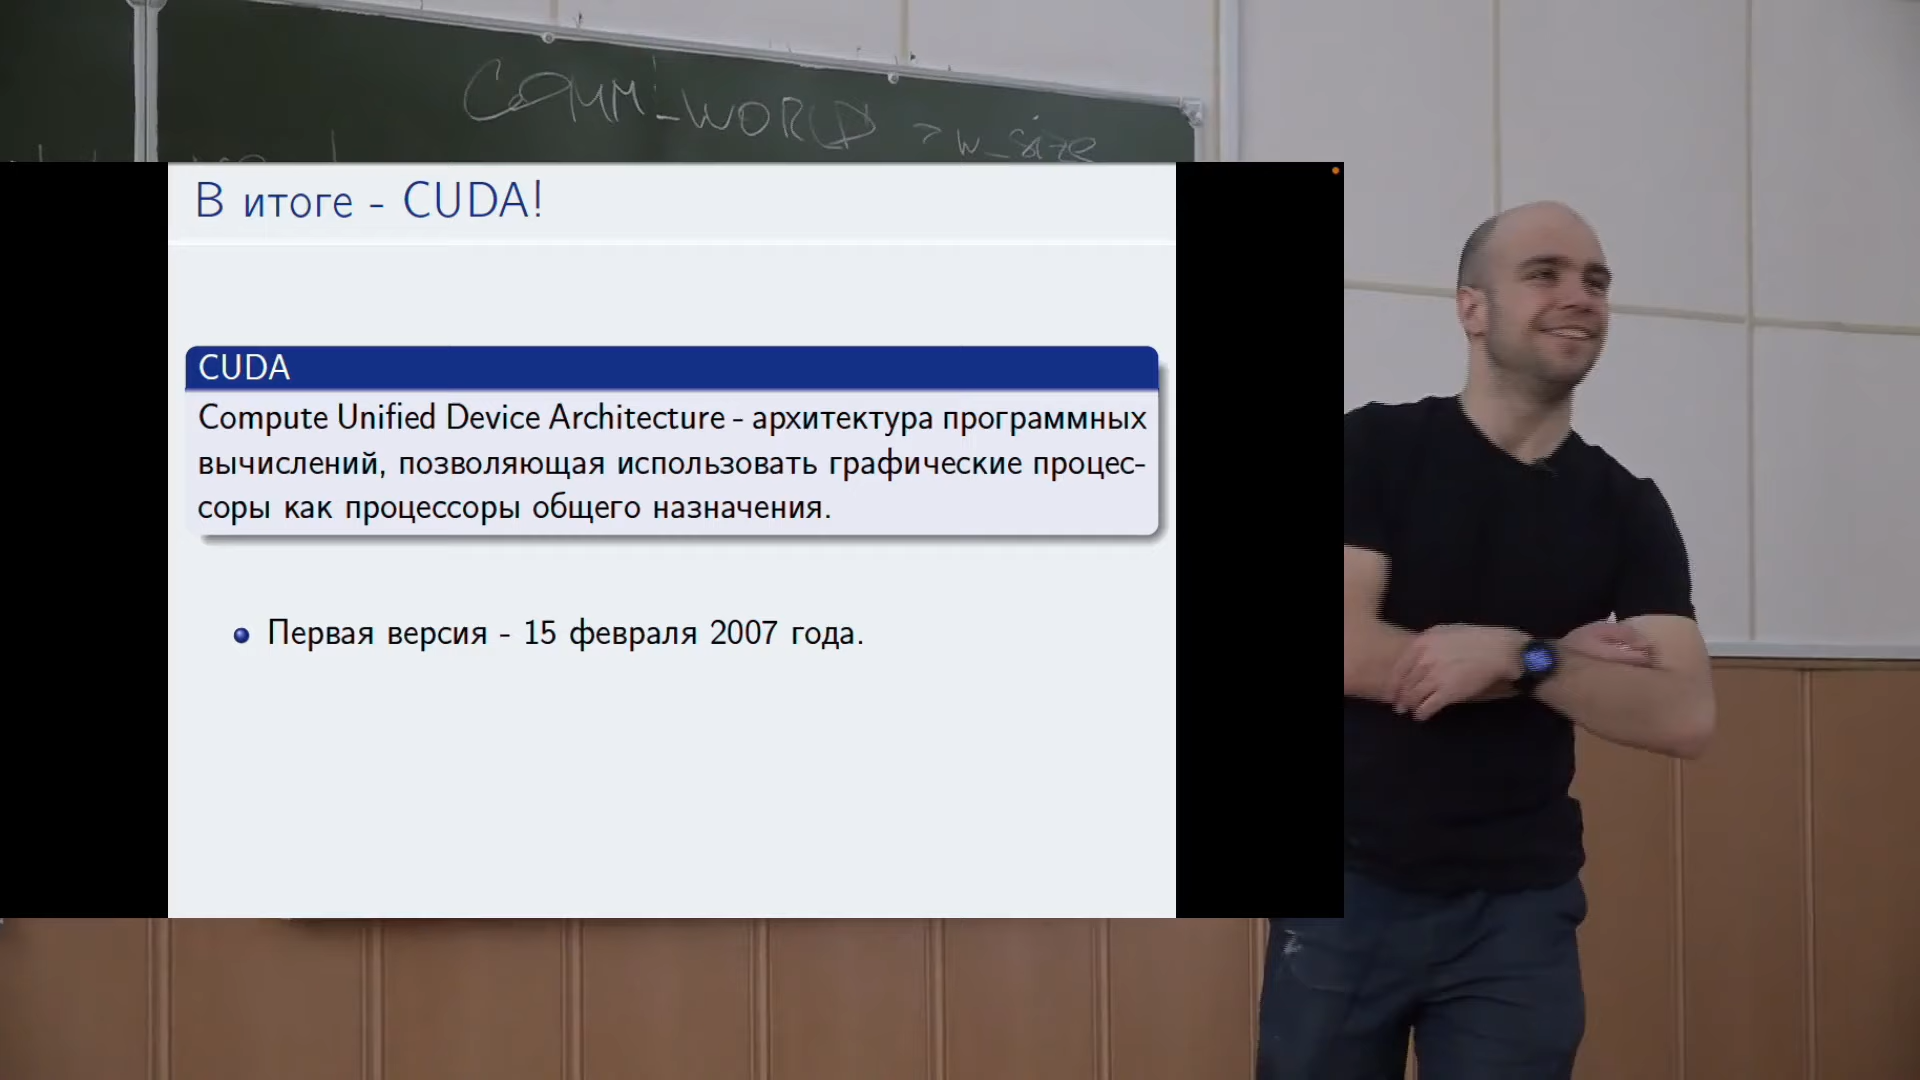 COMM_WORLD > w_size
В итоге - CUDA!
CUDA
Compute Unified Device Architecture - архитектура программных
вычислений, позволяющая использовать графические процес-
соры как процессоры общего назначения.
Первая версия - 15 февраля 2007 года.